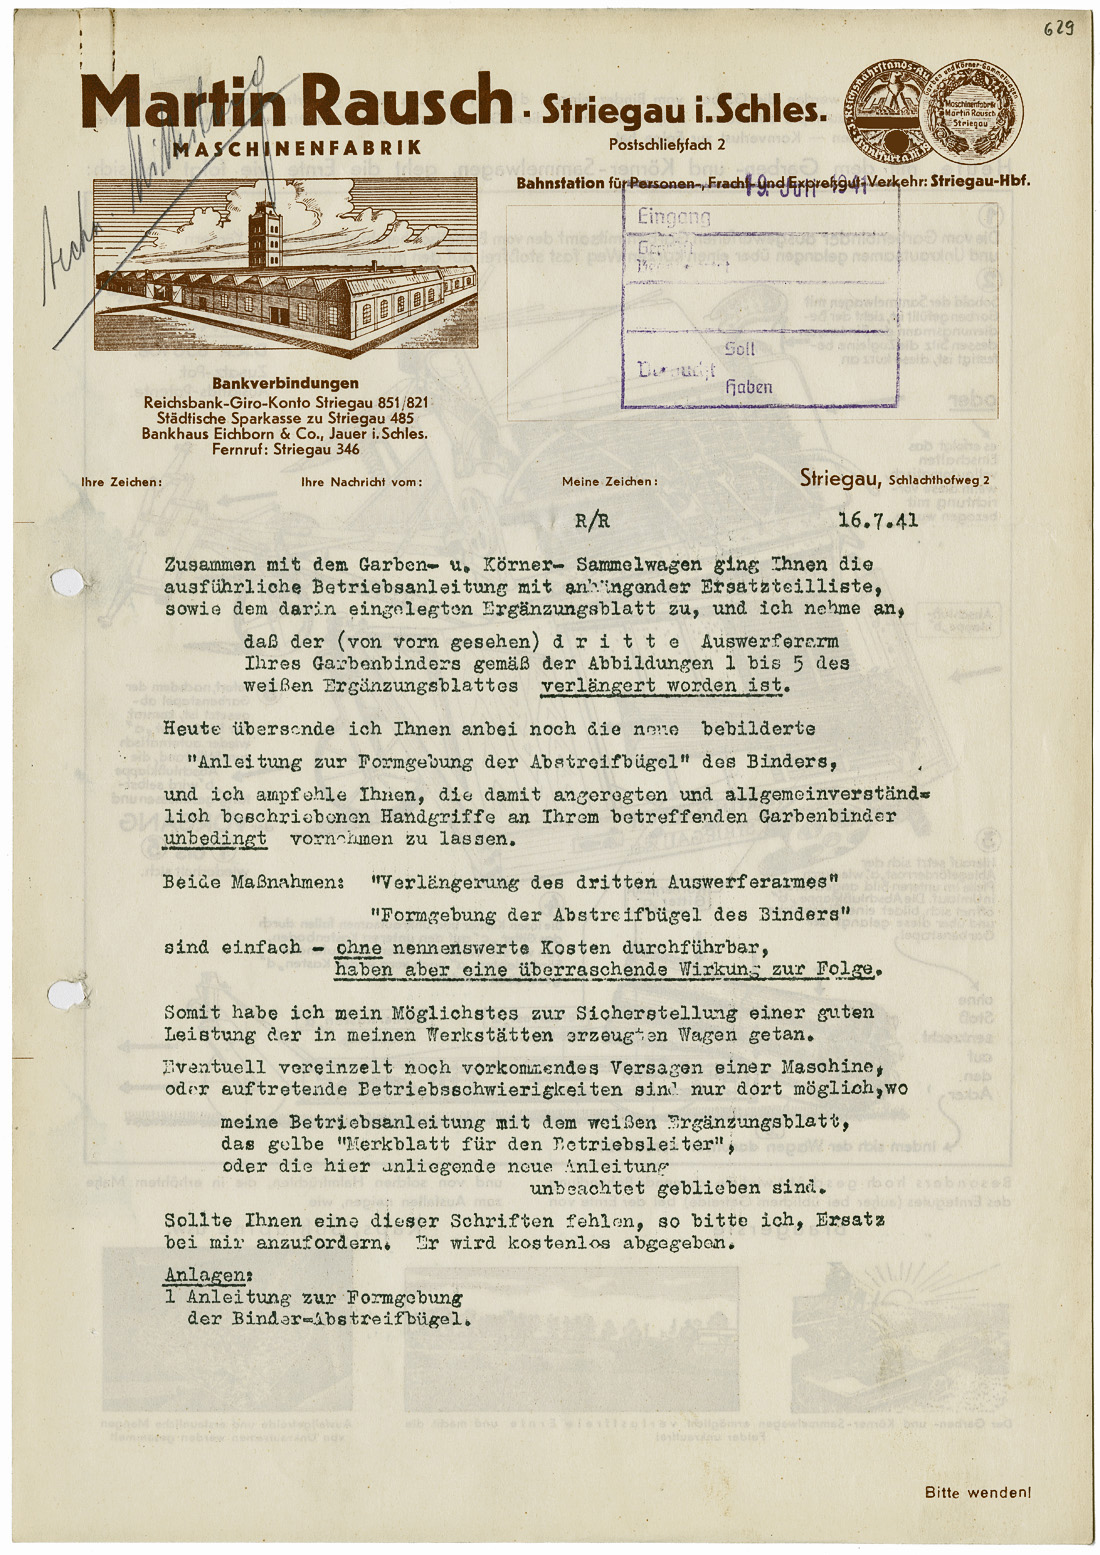 629
Martin Rausch · Striegau i. Schles.
MASCHINENFABRIK
Postschließfach 2
Maschinenfabrik
Martin Rausch
Striegau
Bahnstation für Personen-, Fracht- und Expreßgut-Verkehr: Striegau-Hbf.
1941
Eingang
Soll
Haben
Bankverbindungen
Reichsbank-Giro-Konto Striegau 851/821
Städtische Sparkasse zu Striegau 485
Bankhaus Eichborn & Co., Jauer i. Schles.
Fernruf: Striegau 346
Ihre Zeichen: Ihre Nachricht vom: Meine Zeichen: Striegau, Schlachthofweg 2
R/R 16.7.41
Zusammen mit dem Garben- u. Körner- Sammelwagen ging Ihnen die
ausführliche Betriebsanleitung mit anhängender Ersatzteilliste,
sowie dem darin eingelegten Ergänzungsblatt zu, und ich nehme an,
daß der (von vorn gesehen) d r i t t e Auswerferarm
Ihres Garbenbinders gemäß der Abbildungen 1 bis 5 des
weißen Ergänzungsblattes verlängert worden ist.
Heute übersende ich Ihnen anbei noch die neue bebilderte
"Anleitung zur Formgebung der Abstreifbügel" des Binders,
und ich ampfehle Ihnen, die damit angeregten und allgemeinverständ=
lich beschriebenen Handgriffe an Ihrem betreffenden Garbenbinder
unbedingt vornehmen zu lassen.
Beide Maßnahmen: "Verlängerung des dritten Auswerferarmes"
"Formgebung der Abstreifbügel des Binders"
sind einfach - ohne nennenswerte Kosten durchführbar,
haben aber eine überraschende Wirkung zur Folge.
Somit habe ich mein Möglichstes zur Sicherstellung einer guten
Leistung der in meinen Werkstätten erzeugten Wagen getan.
Eventuell vereinzelt noch vorkommendes Versagen einer Maschine,
oder auftretende Betriebsschwierigkeiten sind nur dort möglich,wo
meine Betriebsanleitung mit dem weißen Ergänzungsblatt,
das gelbe "Merkblatt für den Betriebsleiter",
oder die hier anliegende neue Anleitung
unbeachtet geblieben sind.
Sollte Ihnen eine dieser Schriften fehlen, so bitte ich, Ersatz
bei mir anzufordern. Er wird kostenlos abgegeben.
Anlagen:
1 Anleitung zur Formgebung
der Binder=Abstreifbügel.
Bitte wenden!